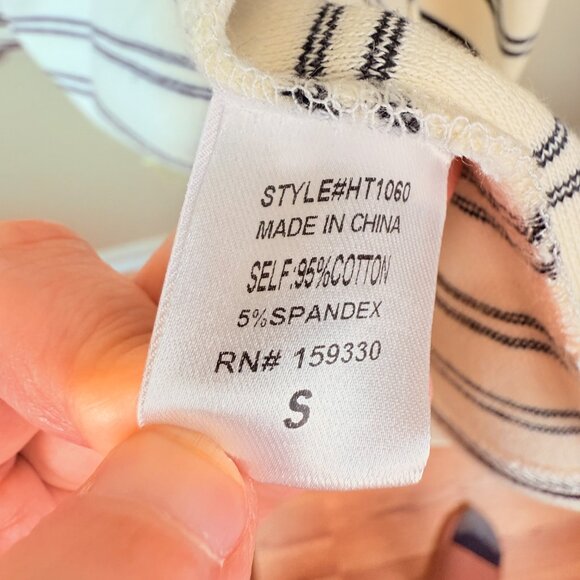 STYLE#HT1060
MADE IN CHINA
SELF:95%COTTON
5%SPANDEX
RN# 159330
S